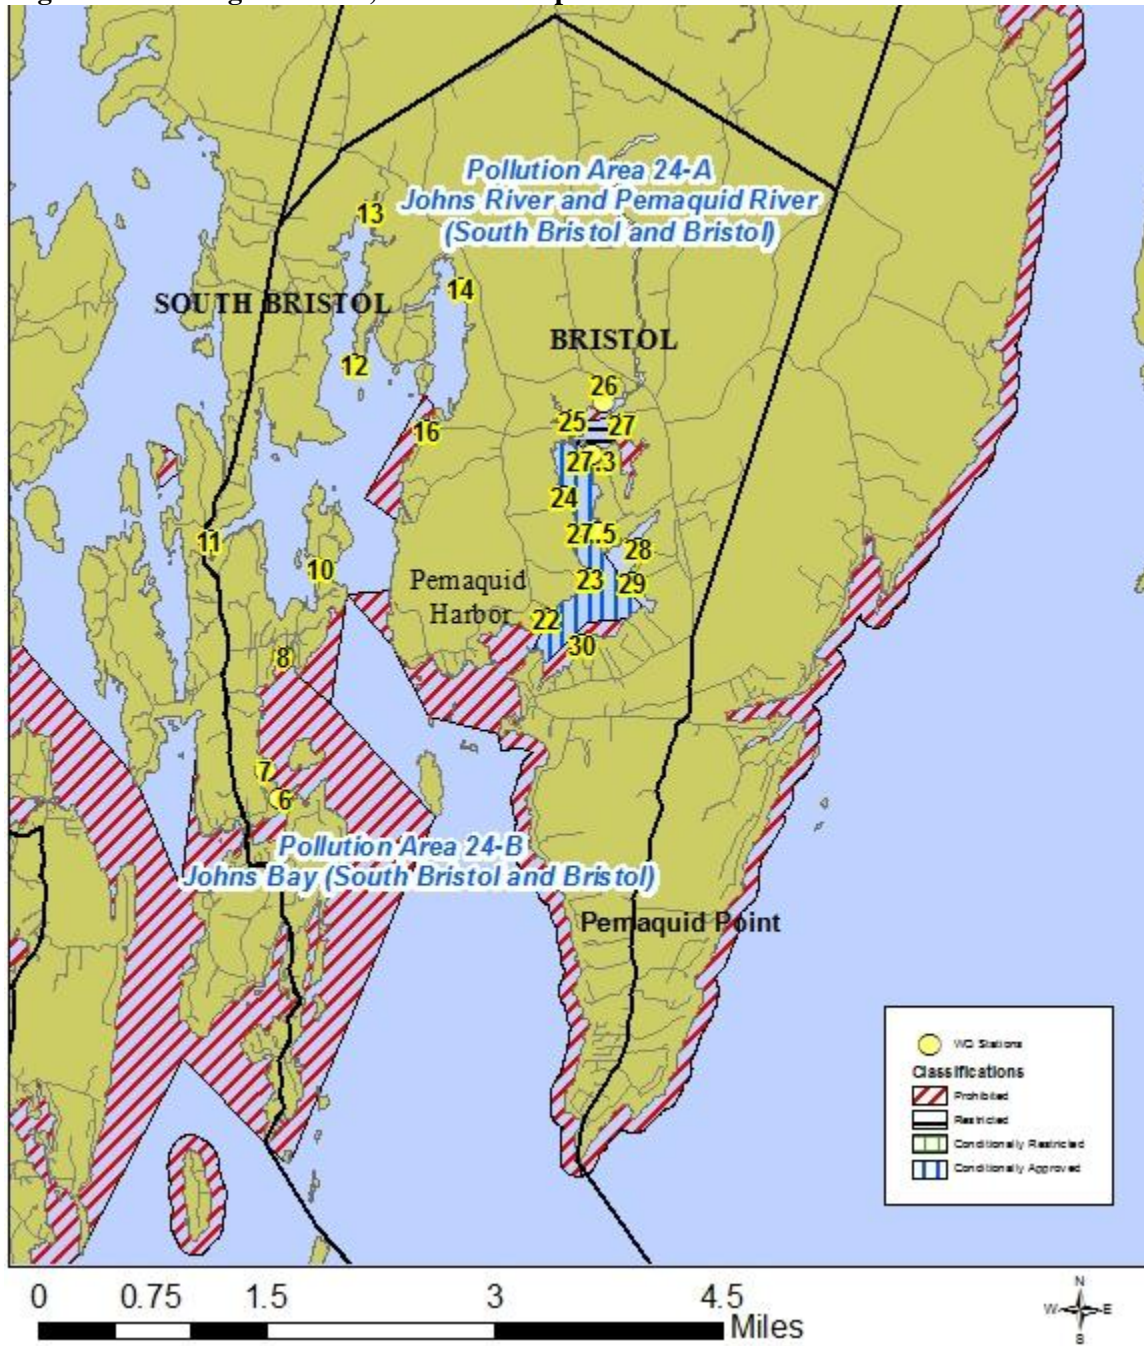 Pollution Area 24-A
Johns River and Pemaquid River
(South Bristol and Bristol)
13
14
SOUTH BRISTOL
BRISTOL
12
26
25
27
16
27.3
24
27.5
11
28
10
Pemaquid
Harbor
23
29
22
30
8
7
6
Pollution Area 24-B
Johns Bay (South Bristol and Bristol)
Pemaquid Point
WQ Stations
Classifications
Prohibited
Restricted
Conditionally Restricted
Conditionally Approved
0 0.75 1.5 3 4.5
Miles
N
W E
S